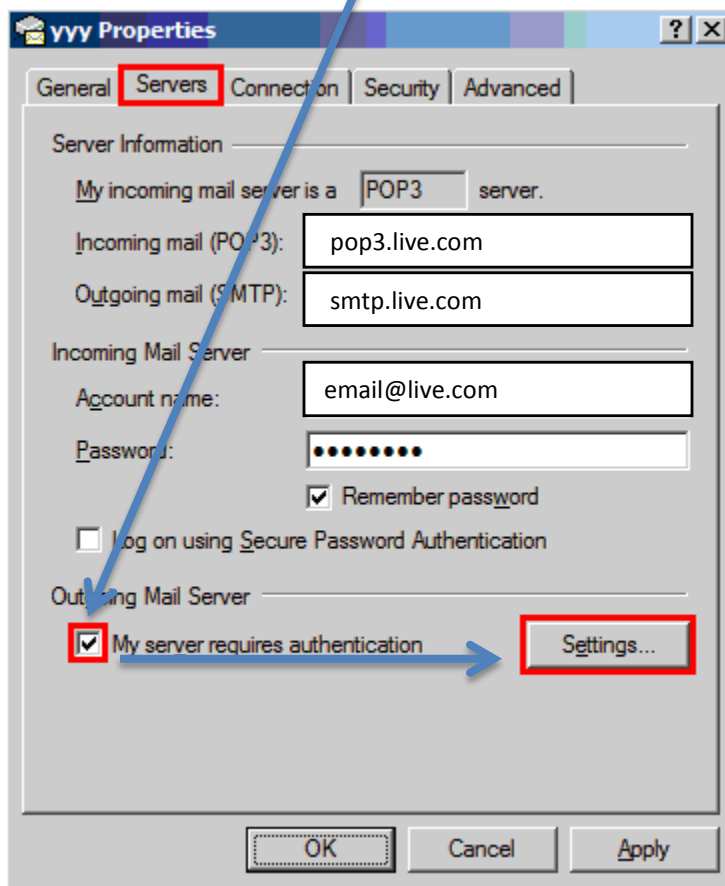 yyy Properties
General Servers Connection Security Advanced
Server Information
My incoming mail server is a POP3 server.
Incoming mail (POP3): pop3.live.com
Outgoing mail (SMTP): smtp.live.com
Incoming Mail Server
Account name: email@live.com
Password: ••••••••
Remember password
Log on using Secure Password Authentication
Outgoing Mail Server
My server requires authentication Settings...
OK Cancel Apply